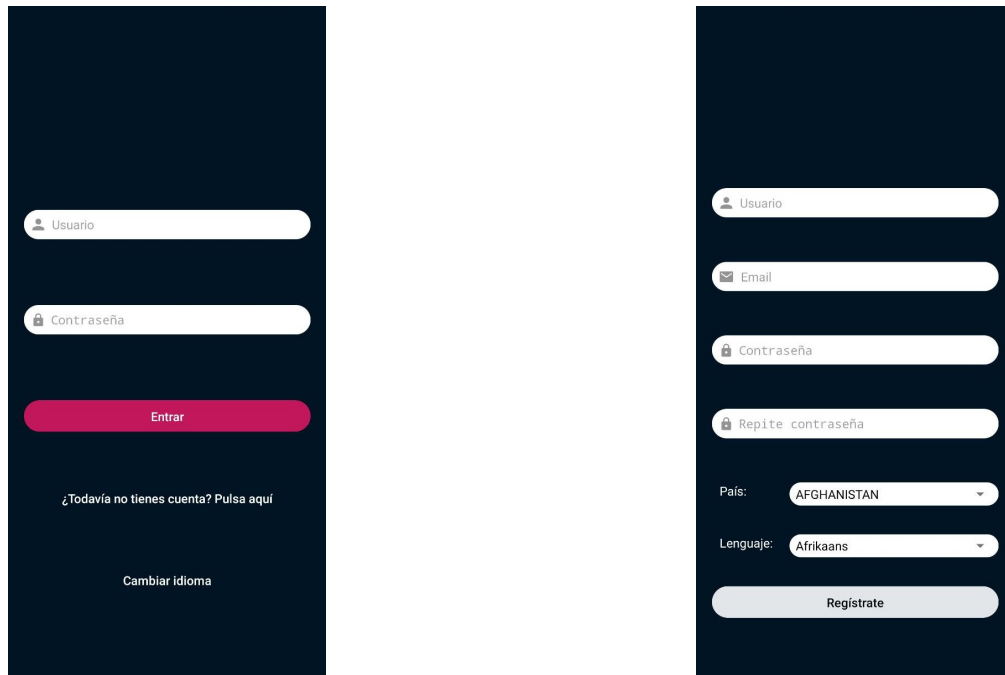 Usuario
Contraseña
Entrar
¿Todavía no tienes cuenta? Pulsa aquí
Cambiar idioma
Usuario
Email
Contraseña
Repite contraseña
País: AFGHANISTAN
Lenguaje: Afrikaans
Regístrate